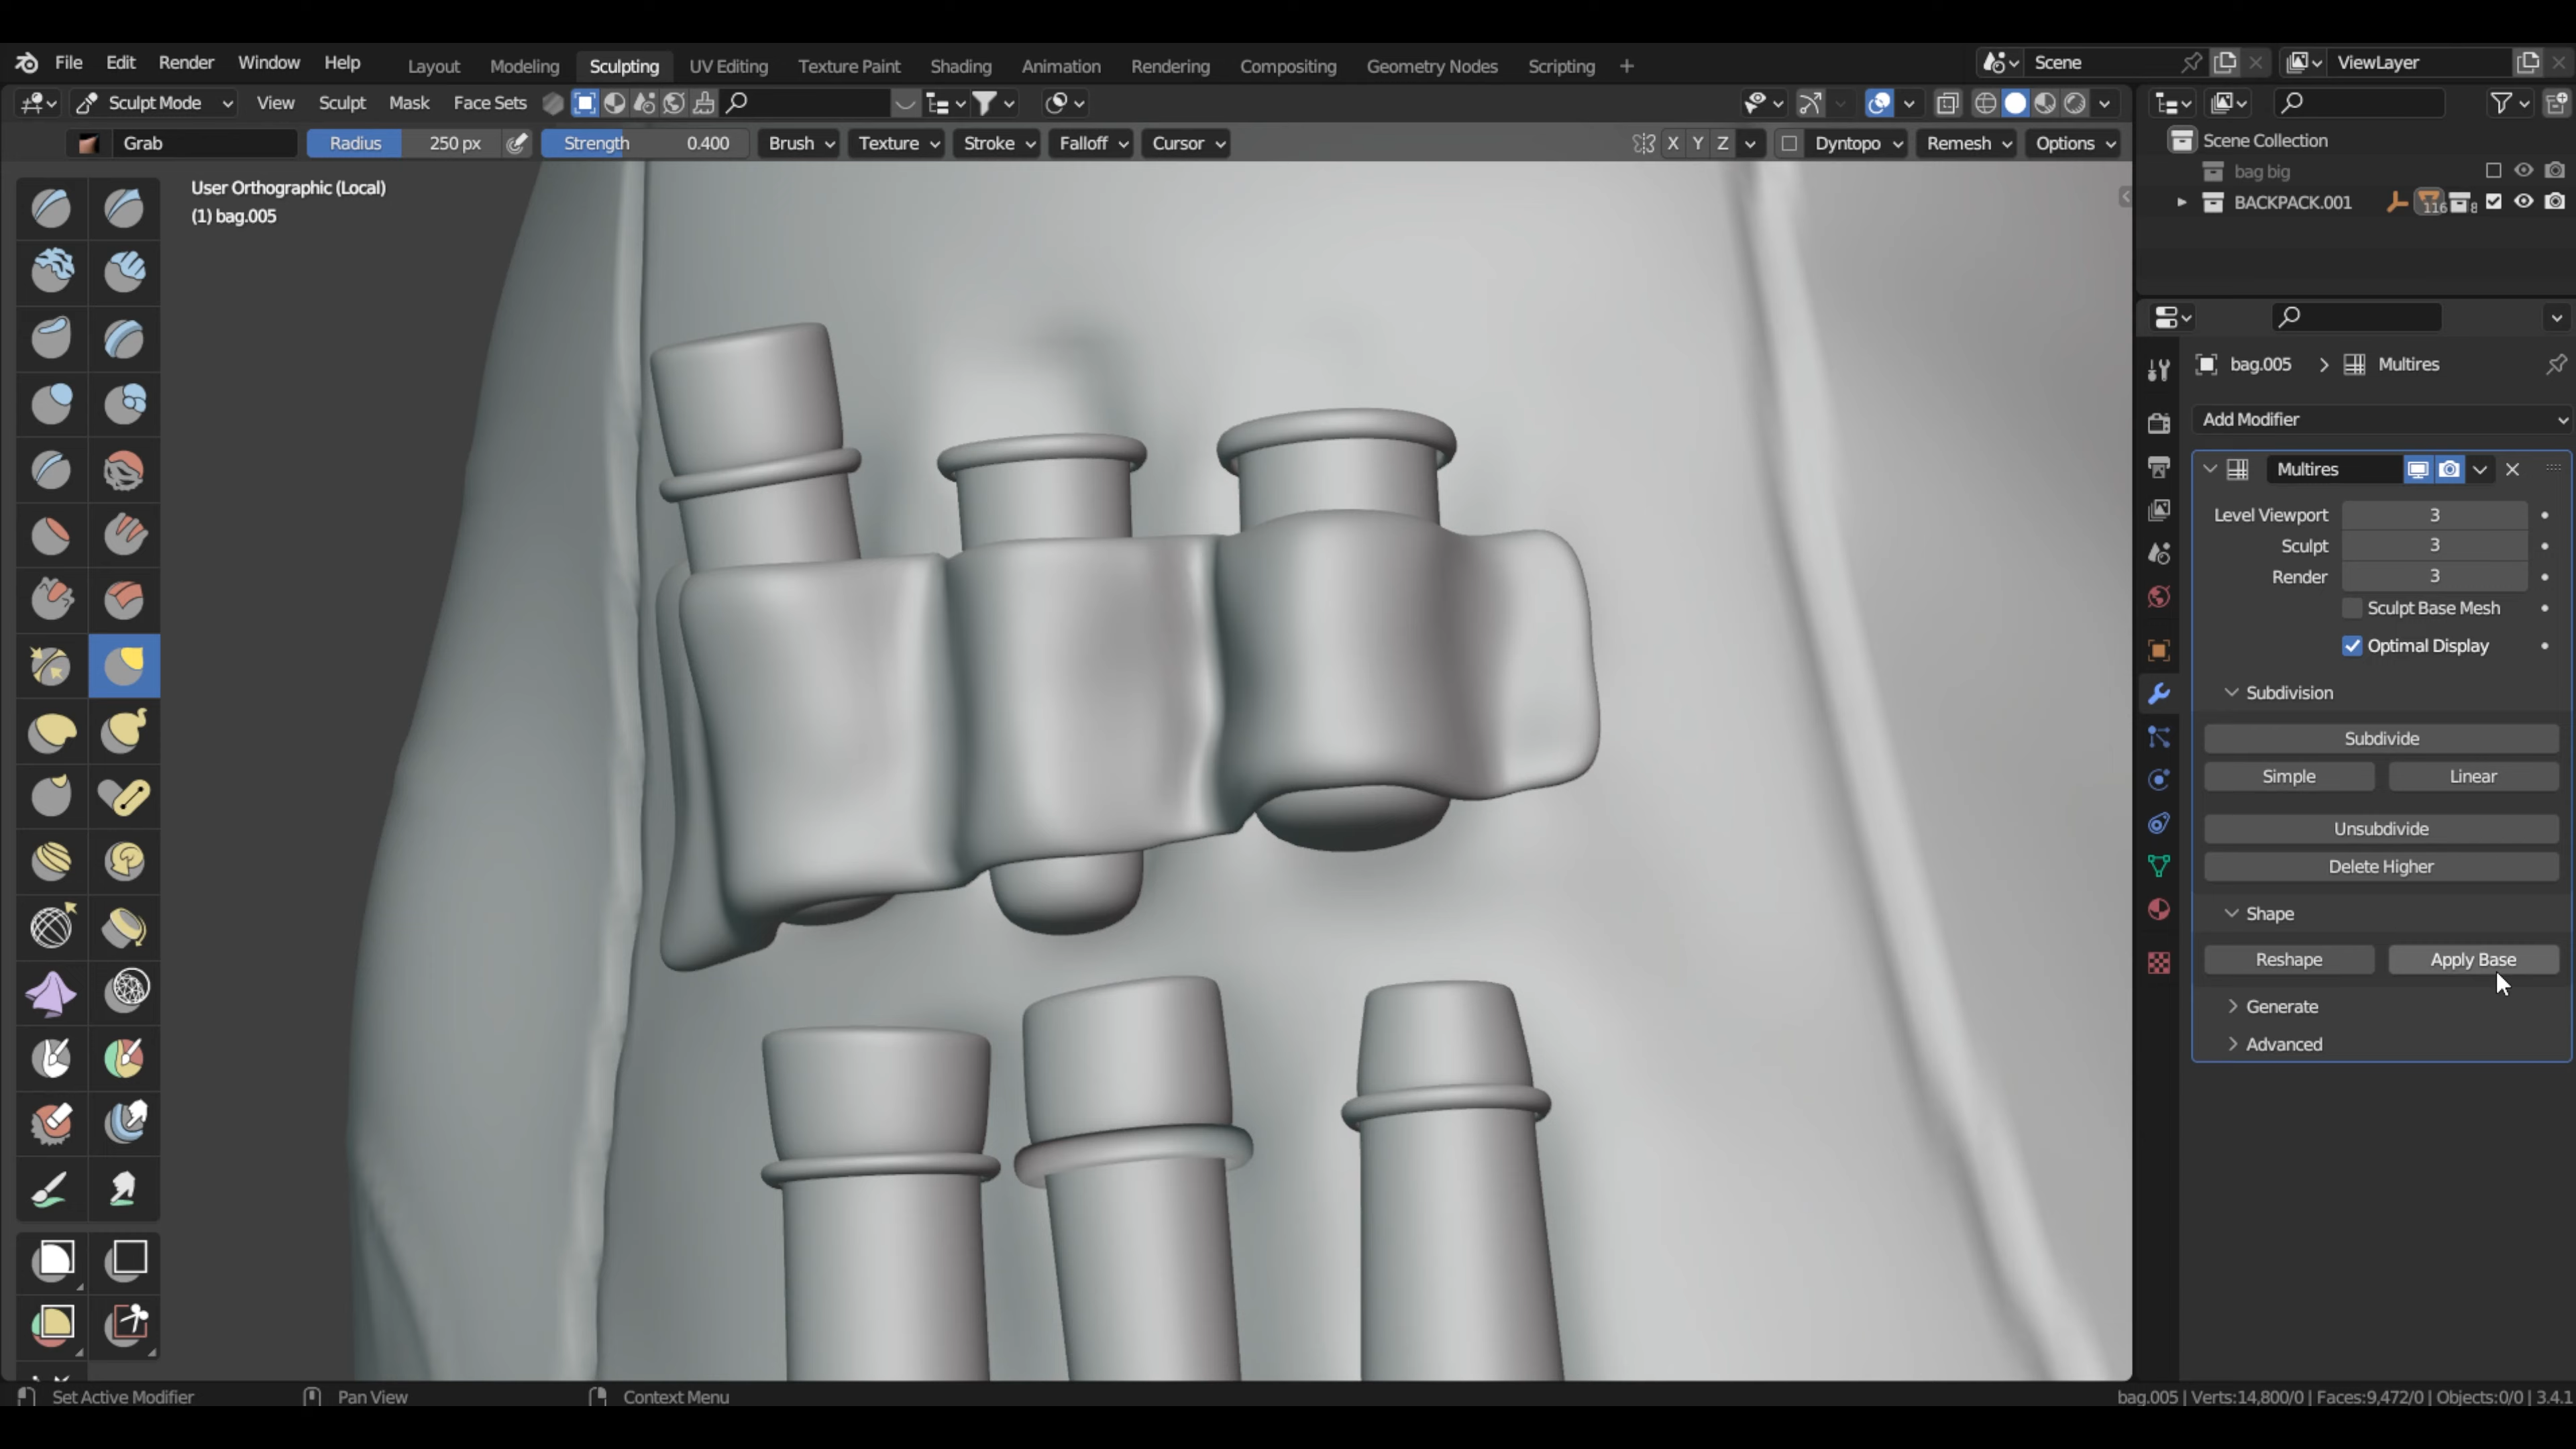 File Edit Render Window Help Layout Modeling Sculpting UV Editing Texture Paint Shading Animation Rendering Compositing Geometry Nodes Scripting + Scene ViewLayer
Sculpt Mode View Sculpt Mask Face Sets
Grab Radius 250 px Strength 0.400 Brush Texture Stroke Falloff Cursor X Y Z Dyntopo Remesh Options
User Orthographic (Local)
(1) bag.005
Scene Collection
bag big
BACKPACK.001 116 8
bag.005 > Multires
Add Modifier
Multires
Level Viewport 3
Sculpt 3
Render 3
Sculpt Base Mesh
Optimal Display
Subdivision
Subdivide
Simple Linear
Unsubdivide
Delete Higher
Shape
Reshape Apply Base
Generate
Advanced
Set Active Modifier Pan View Context Menu bag.005 | Verts:14,800/0 | Faces:9,472/0 | Objects:0/0 | 3.4.1